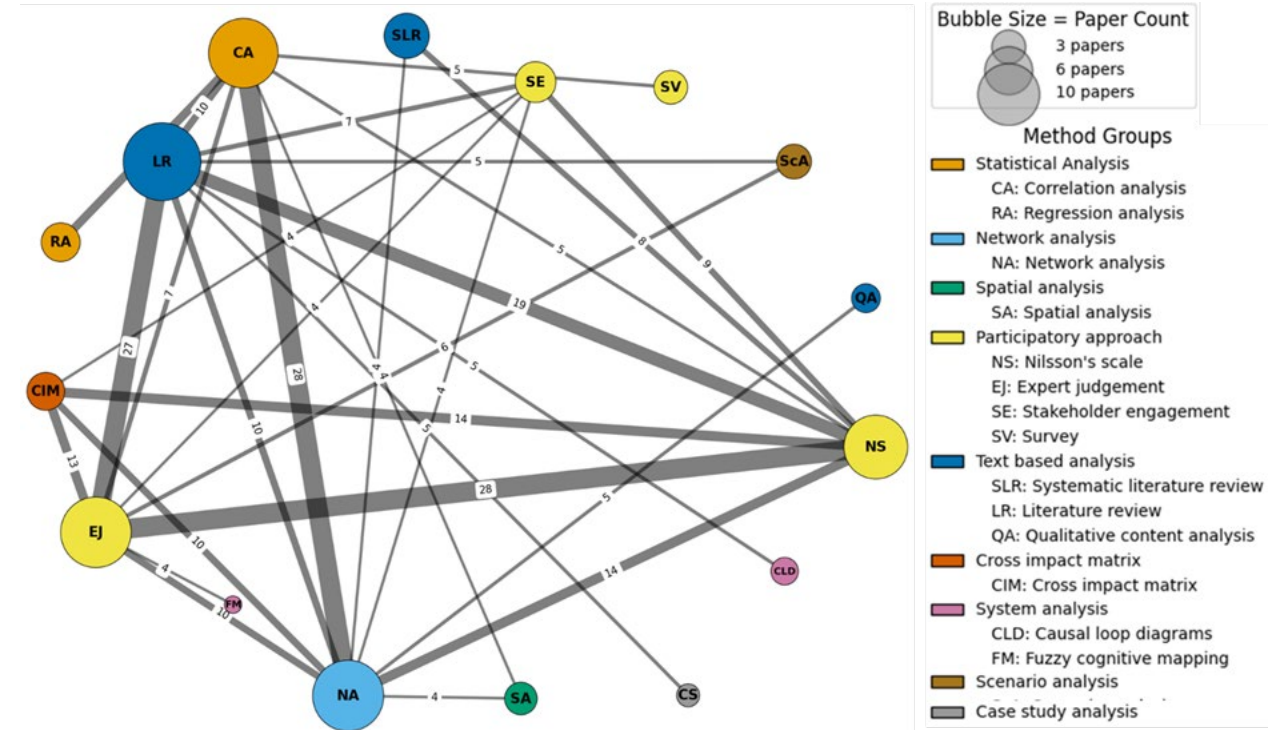 Bubble Size = Paper Count
3 papers
6 papers
10 papers
Method Groups
Statistical Analysis
CA: Correlation analysis
RA: Regression analysis
Network analysis
NA: Network analysis
Spatial analysis
SA: Spatial analysis
Participatory approach
NS: Nilsson's scale
EJ: Expert judgement
SE: Stakeholder engagement
SV: Survey
Text based analysis
SLR: Systematic literature review
LR: Literature review
QA: Qualitative content analysis
Cross impact matrix
CIM: Cross impact matrix
System analysis
CLD: Causal loop diagrams
FM: Fuzzy cognitive mapping
Scenario analysis
Case study analysis
CA
SLR
SE
SV
LR
ScA
RA
QA
CIM
NS
EJ
CLD
FM
NA
SA
CS
5
10
7
5
4
8
5
9
7
4
19
27
6
28
4
4
5
4
14
10
5
13
28
5
10
4
14
10
4